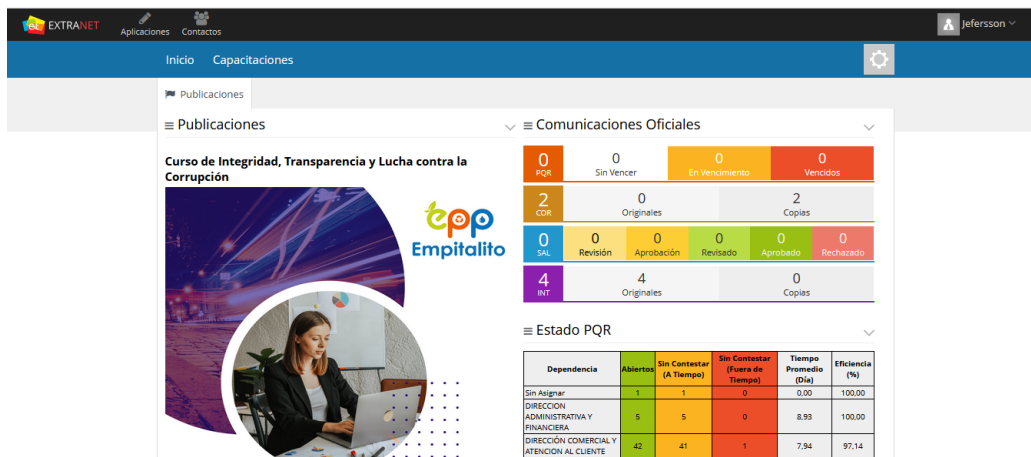 EXTRANET
Aplicaciones
Contactos
Jefersson
Inicio
Capacitaciones
Publicaciones
Publicaciones
Curso de Integridad, Transparencia y Lucha contra la
Corrupción
epp
Empitalito
Comunicaciones Oficiales
0 0 0 0
PQR Sin Vencer En Vencimiento Vencidos
2 0 2
COR Originales Copias
0 0 0 0 0 0
SAL Revisión Aprobación Revisado Aprobado Rechazado
4 4 0
INT Originales Copias
Estado PQR
Dependencia
Abiertos
Sin Contestar
(A Tiempo)
Sin Contestar
(Fuera de
Tiempo)
Tiempo
Promedio
(Día)
Eficiencia
(%)
Sin Asignar 1 1 0 0,00 100,00
DIRECCION
ADMINISTRATIVA Y
FINANCIERA
5 5 0 8,93 100,00
DIRECCIÓN COMERCIAL Y
ATENCION AL CLIENTE
42 41 1 7,94 97,14